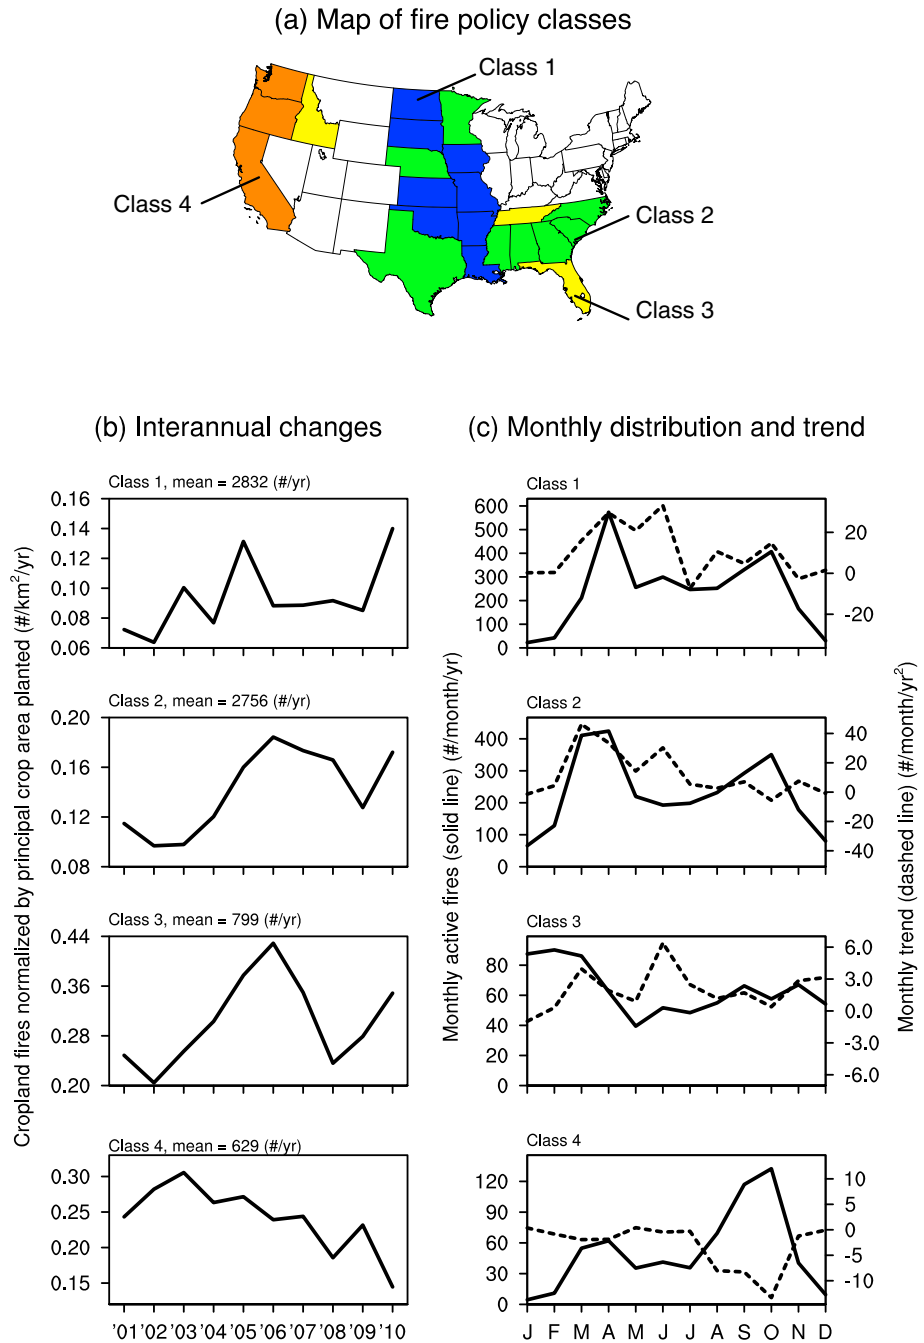 (a) Map of fire policy classes
Class 1
Class 4
Class 2
Class 3
(b) Interannual changes
(c) Monthly distribution and trend
Cropland fires normalized by principal crop area planted (#/km²/yr)
Class 1, mean = 2832 (#/yr)
0.16
0.14
0.12
0.10
0.08
0.06
Class 2, mean = 2756 (#/yr)
0.20
0.16
0.12
0.08
Class 3, mean = 799 (#/yr)
0.44
0.36
0.28
0.20
Class 4, mean = 629 (#/yr)
0.30
0.25
0.20
0.15
'01 '02 '03 '04 '05 '06 '07 '08 '09 '10
Monthly active fires (solid line) (#/month/yr)
Class 1
600
500
400
300
200
100
0
20
0
-20
Class 2
400
300
200
100
0
40
20
0
-20
-40
Class 3
80
60
40
20
0
6.0
3.0
0.0
-3.0
-6.0
Class 4
120
90
60
30
0
10
5
0
-5
-10
J F M A M J J A S O N D
Monthly trend (dashed line) (#/month/yr²)